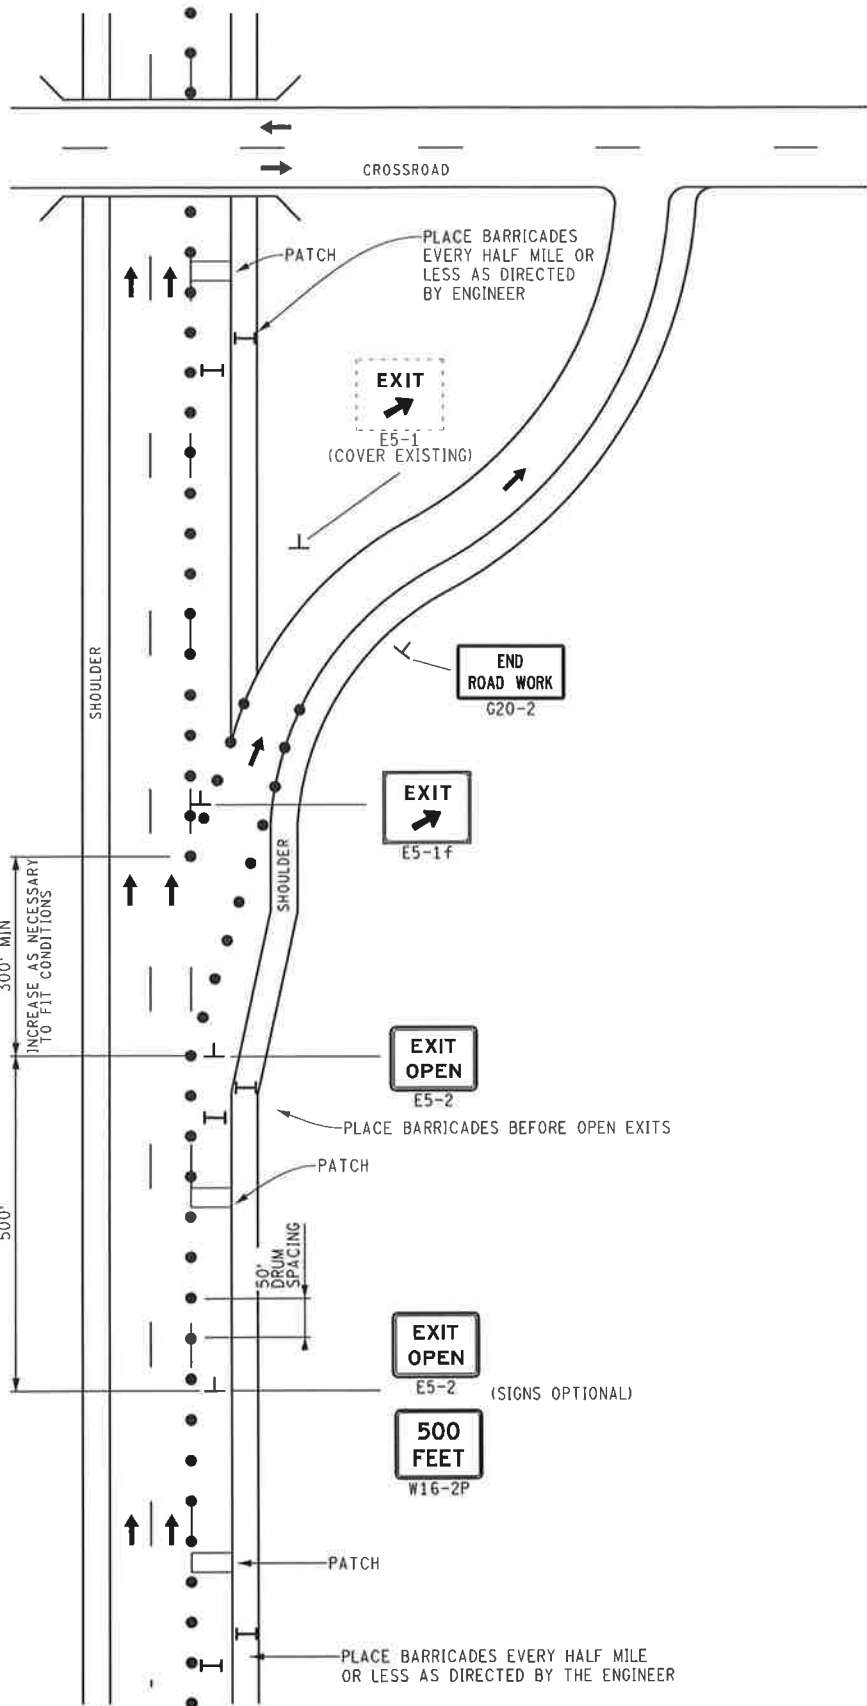 CROSSROAD
PATCH
PLACE BARRICADES
EVERY HALF MILE OR
LESS AS DIRECTED
BY ENGINEER
EXIT
E5-1
(COVER EXISTING)
SHOULDER
END
ROAD WORK
G20-2
EXIT
E5-1f
SHOULDER
300' MIN
INCREASE AS NECESSARY
TO FIT CONDITIONS
EXIT
OPEN
E5-2
PLACE BARRICADES BEFORE OPEN EXITS
PATCH
500'
50'
DRUM
SPACING
EXIT
OPEN
E5-2
(SIGNS OPTIONAL)
500
FEET
W16-2P
PATCH
PLACE BARRICADES EVERY HALF MILE
OR LESS AS DIRECTED BY THE ENGINEER